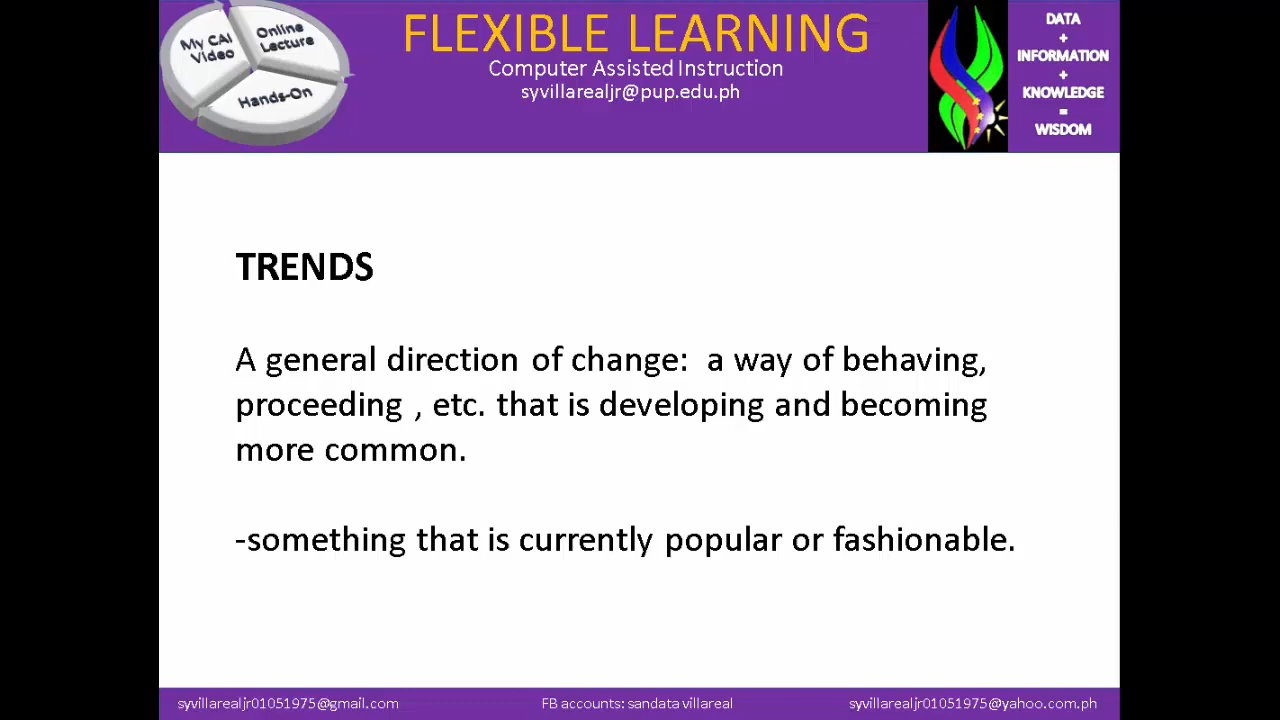 My CAI
Video
Online
Lecture
Hands-On
FLEXIBLE LEARNING
Computer Assisted Instruction
syvillarealjr@pup.edu.ph
DATA
+
INFORMATION
+
KNOWLEDGE
=
WISDOM
TRENDS
A general direction of change:  a way of behaving,
proceeding , etc. that is developing and becoming
more common.
-something that is currently popular or fashionable.
syvillarealjr01051975@gmail.com
FB accounts: sandata villareal
syvillarealjr01051975@yahoo.com.ph